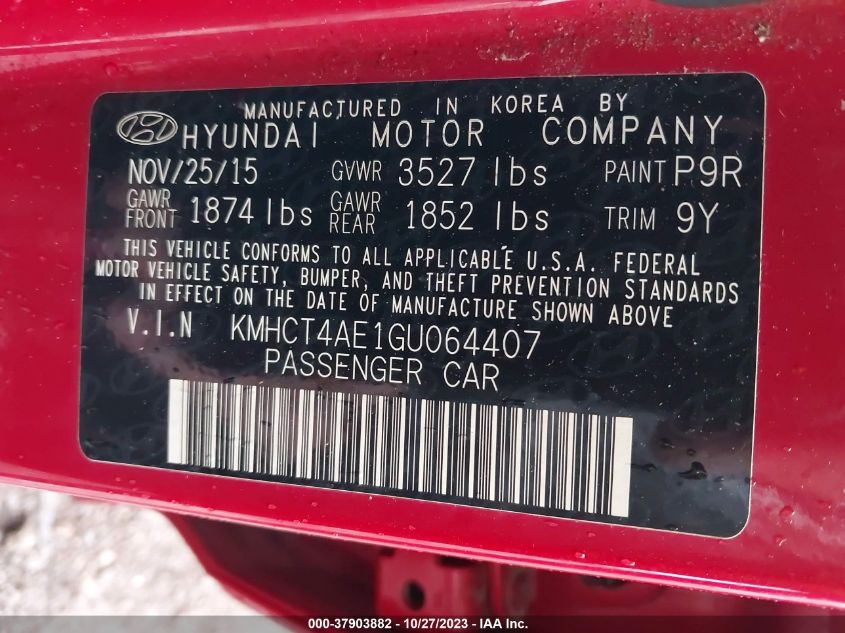 MANUFACTURED IN KOREA BY
HYUNDAI MOTOR COMPANY
NOV/25/15 GVWR 3527 lbs PAINT P9R
GAWR FRONT 1874 lbs GAWR REAR 1852 lbs TRIM 9Y
THIS VEHICLE CONFORMS TO ALL APPLICABLE U.S.A. FEDERAL
MOTOR VEHICLE SAFETY, BUMPER, AND THEFT PREVENTION STANDARDS
IN EFFECT ON THE DATE OF MANUFACTURE SHOWN ABOVE
V.I.N KMHCT4AE1GU064407
PASSENGER CAR
000-37903882 - 10/27/2023 - IAA Inc.